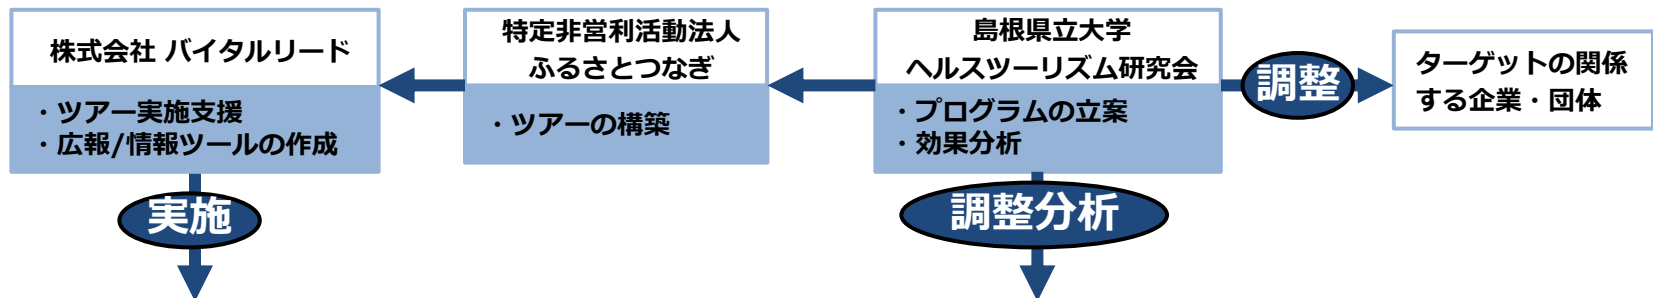 株式会社 バイタルリード
・ツアー実施支援
・広報/情報ツールの作成
実施
特定非営利活動法人
ふるさとつなぎ
・ツアーの構築
島根県立大学
ヘルスツーリズム研究会
・プログラムの立案
・効果分析
調整分析
調整
ターゲットの関係
する企業・団体